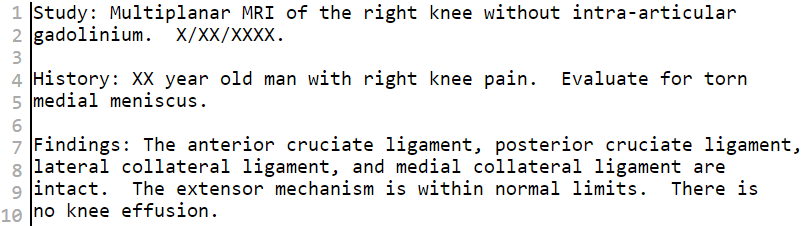 1 Study: Multiplanar MRI of the right knee without intra-articular
2 gadolinium.  X/XX/XXXX.
3
4 History: XX year old man with right knee pain.  Evaluate for torn
5 medial meniscus.
6
7 Findings: The anterior cruciate ligament, posterior cruciate ligament,
8 lateral collateral ligament, and medial collateral ligament are
9 intact.  The extensor mechanism is within normal limits.  There is
10 no knee effusion.